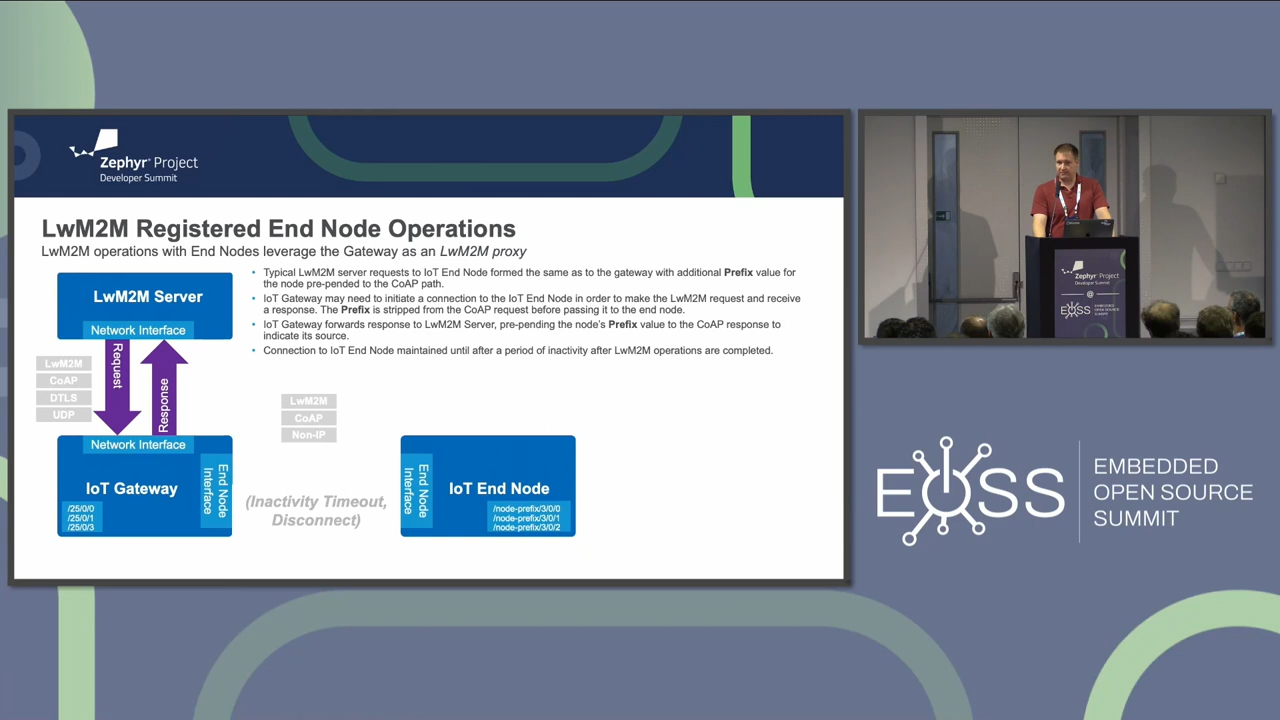 Zephyr® Project
Developer Summit
LwM2M Registered End Node Operations
LwM2M operations with End Nodes leverage the Gateway as an LwM2M proxy
• Typical LwM2M server requests to IoT End Node formed the same as to the gateway with additional Prefix value for
the node pre-pended to the CoAP path.
• IoT Gateway may need to initiate a connection to the IoT End Node in order to make the LwM2M request and receive
a response. The Prefix is stripped from the CoAP request before passing it to the end node.
• IoT Gateway forwards response to LwM2M Server, pre-pending the node's Prefix value to the CoAP response to
indicate its source.
• Connection to IoT End Node maintained until after a period of inactivity after LwM2M operations are completed.
LwM2M Server
Network Interface
LwM2M
CoAP
DTLS
UDP
Request
Response
LwM2M
CoAP
Non-IP
Network Interface
IoT Gateway
/25/0/0
/25/0/1
/25/0/3
End Node
Interface
(Inactivity Timeout,
Disconnect)
End Node
Interface
IoT End Node
/node-prefix/3/0/0
/node-prefix/3/0/1
/node-prefix/3/0/2
Zephyr Project
Developer Summit
@
EOSS
EOSS
EMBEDDED
OPEN SOURCE
SUMMIT